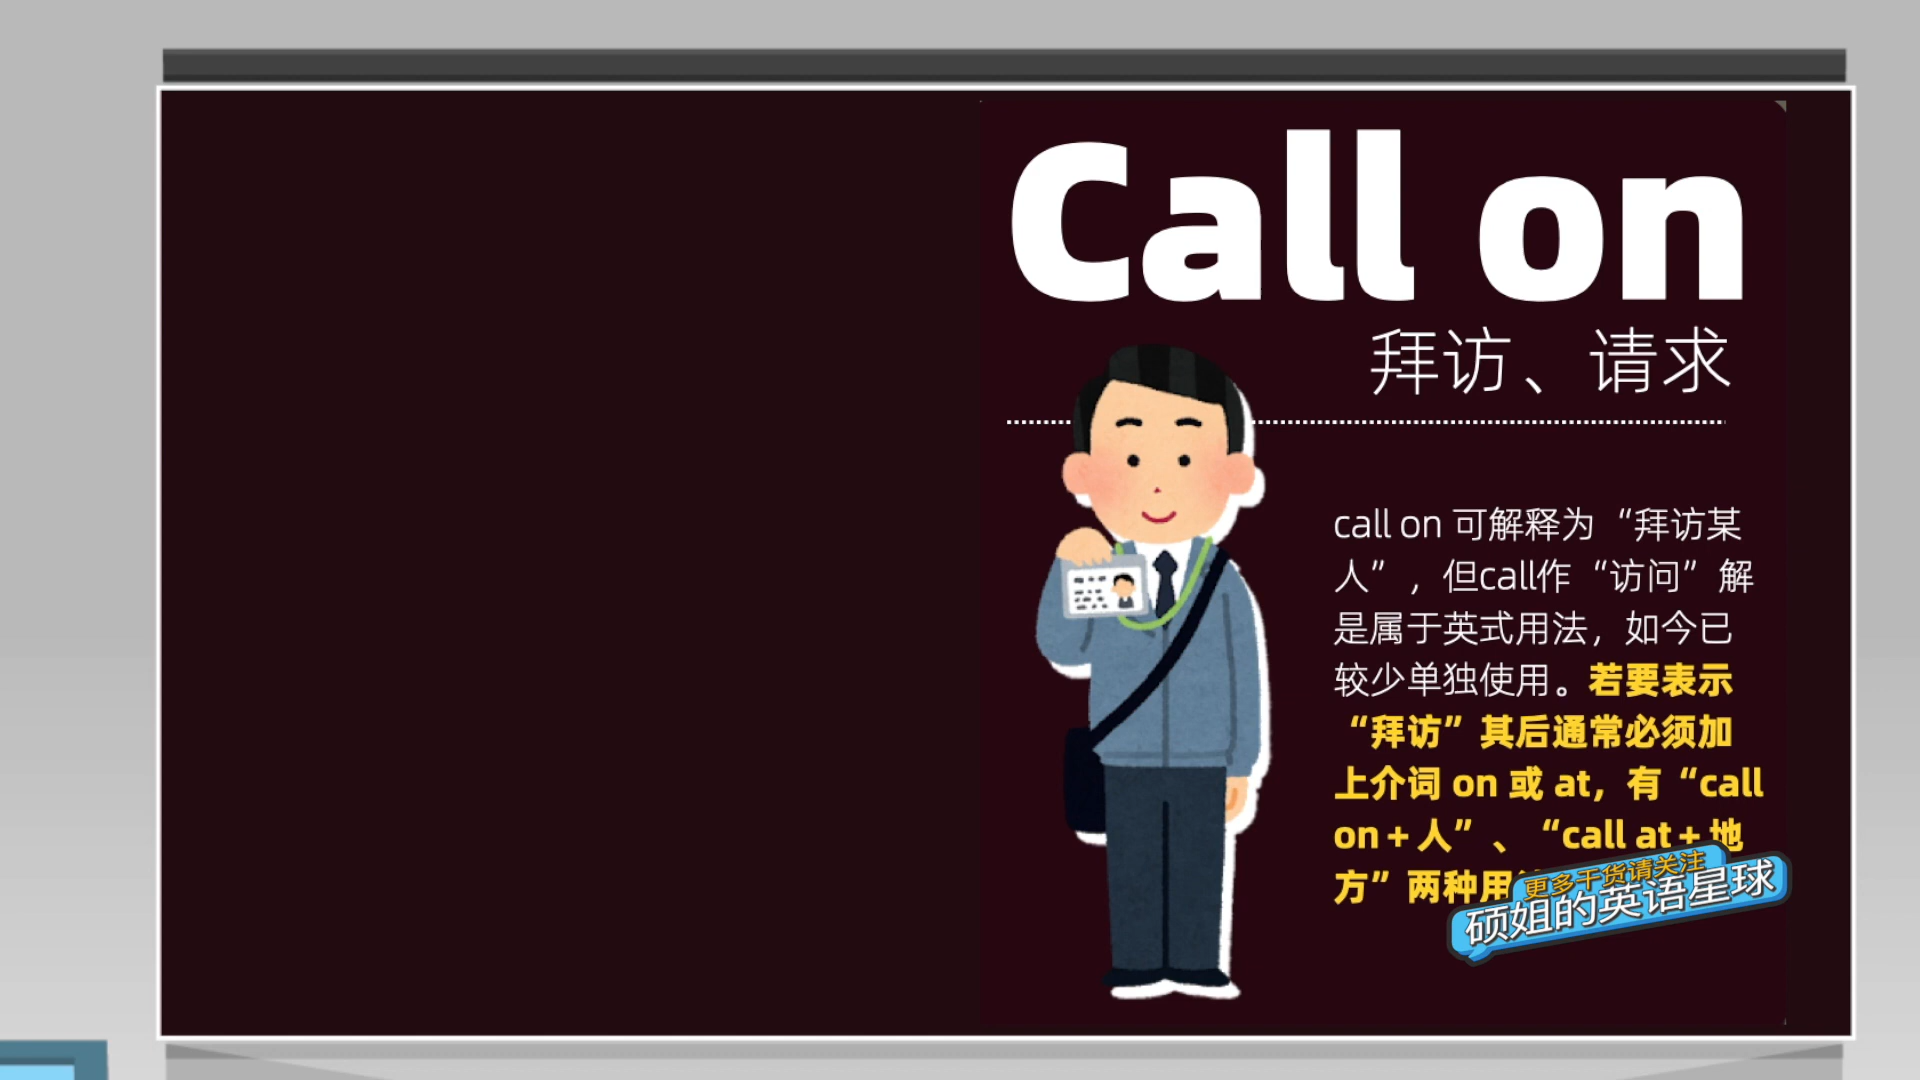 Call on
拜访、请求
call on 可解释为“拜访某
人”，但call作“访问”解
是属于英式用法，如今已
较少单独使用。若要表示
“拜访”其后通常必须加
上介词 on 或 at，有“call
on+人”、“call at+地
方”两种用
更多干货请关注
硕姐的英语星球